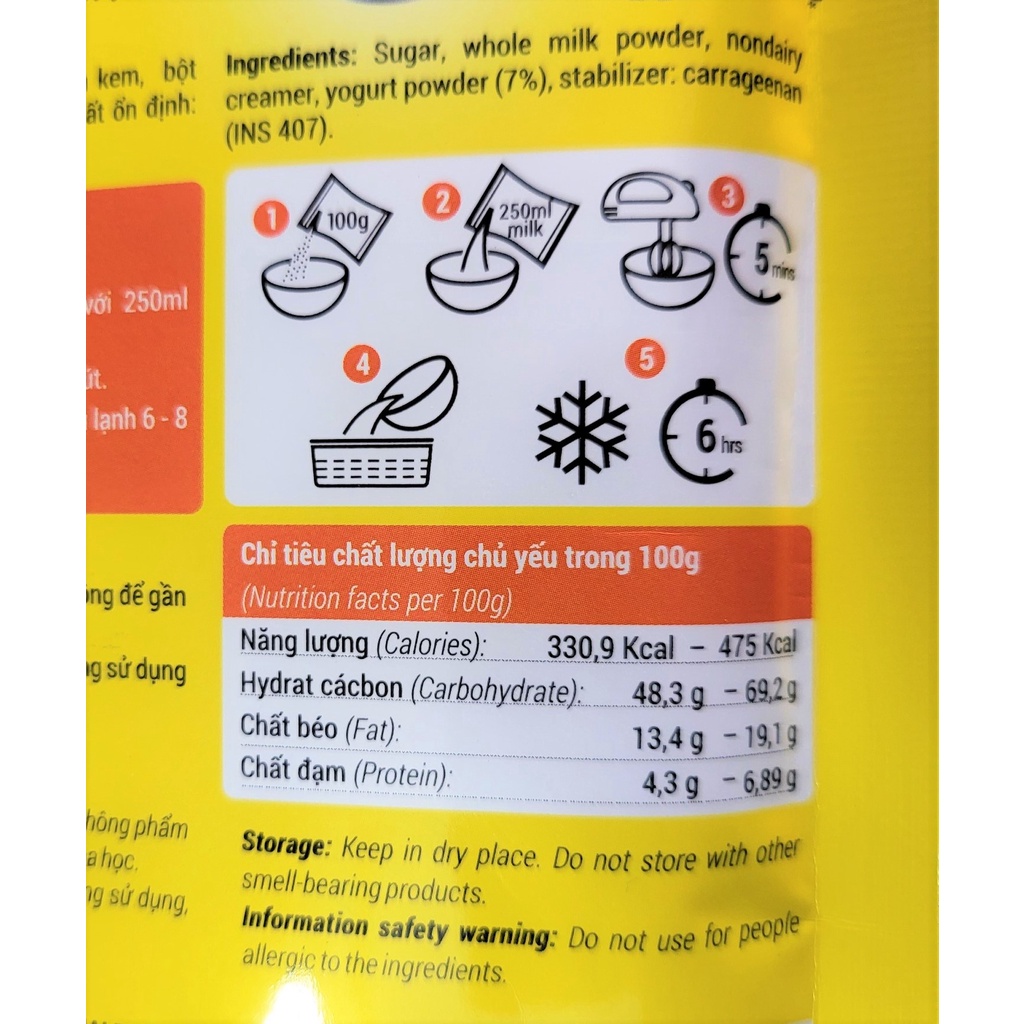 kem, bột
ất ổn định:
Ingredients: Sugar, whole milk powder, nondairy
creamer, yogurt powder (7%), stabilizer: carrageenan
(INS 407).
1
100g
2
250ml
milk
3
5 mins
4
5
6 hrs
với 250ml
út.
lạnh 6 - 8
Chỉ tiêu chất lượng chủ yếu trong 100g
(Nutrition facts per 100g)
Năng lượng (Calories): 330,9 Kcal – 475 Kcal
Hydrat cácbon (Carbohydrate): 48,3 g – 69,2 g
Chất béo (Fat): 13,4 g – 19,1 g
Chất đạm (Protein): 4,3 g – 6,89 g
ong để gần
ng sử dụng
hông phẩm
a học.
ng sử dụng,
Storage: Keep in dry place. Do not store with other
smell-bearing products.
Information safety warning: Do not use for people
allergic to the ingredients.